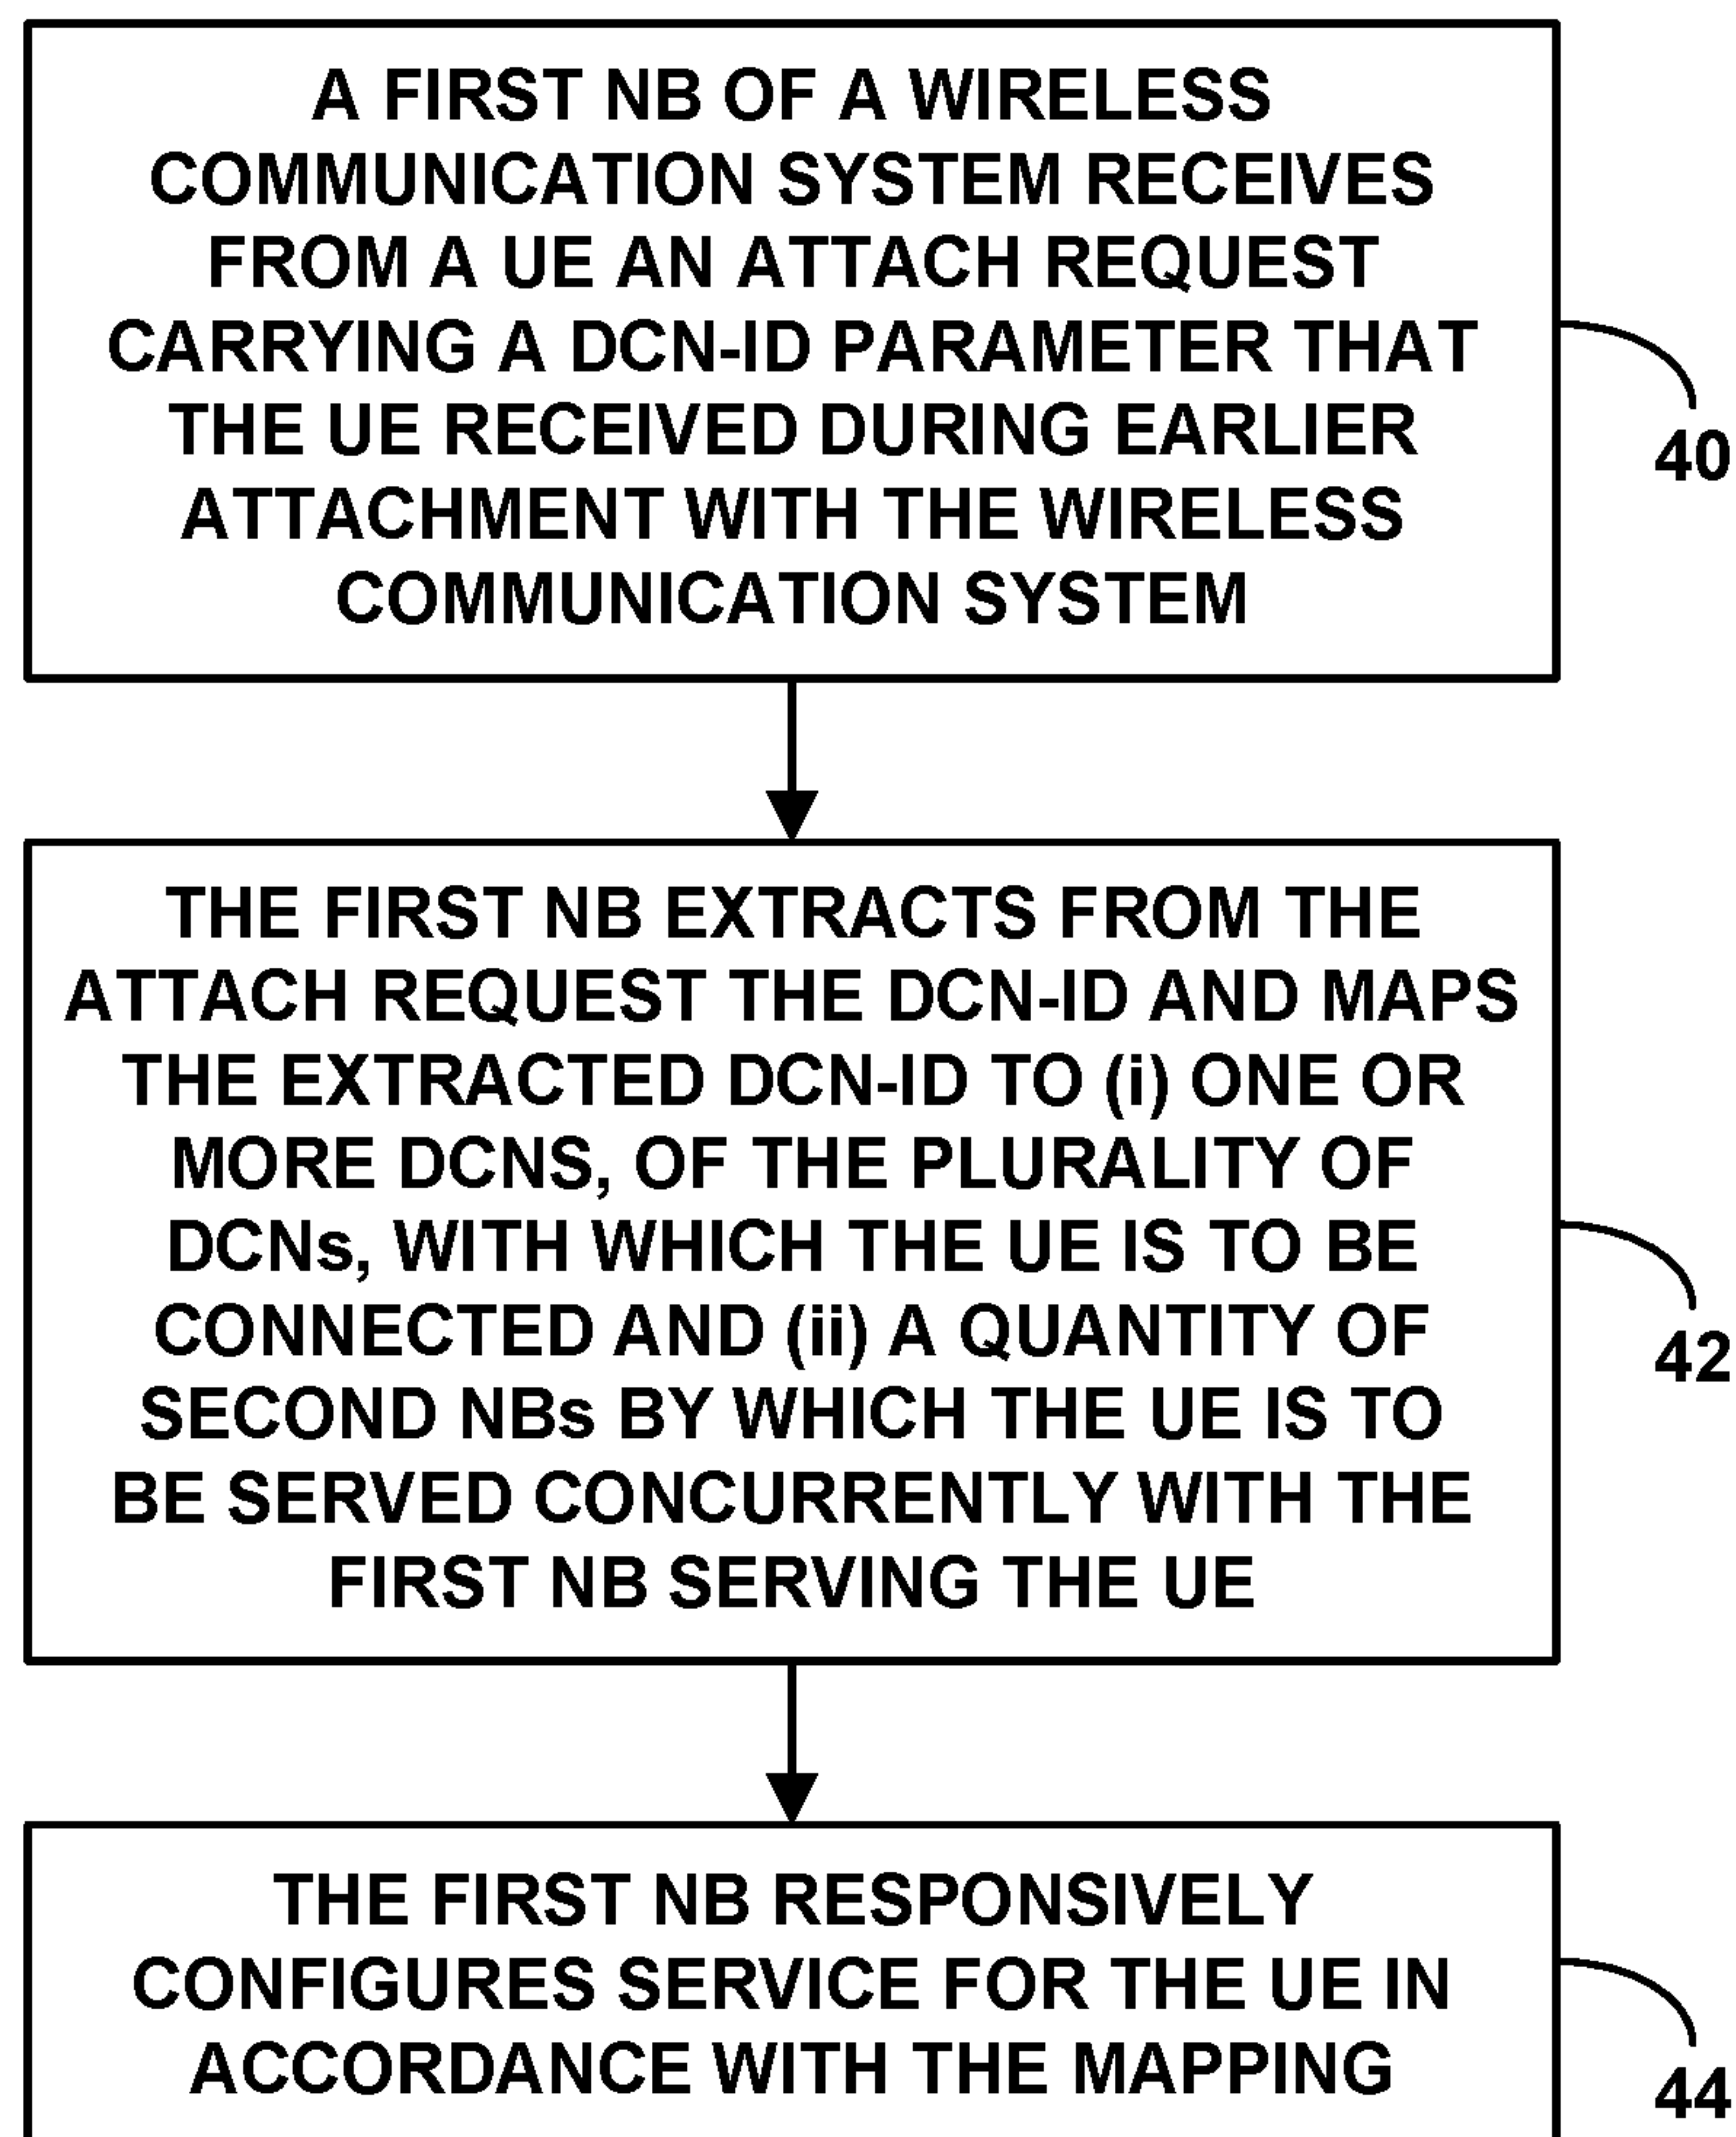 A FIRST NB OF A WIRELESS
COMMUNICATION SYSTEM RECEIVES
FROM A UE AN ATTACH REQUEST
CARRYING A DCN-ID PARAMETER THAT
THE UE RECEIVED DURING EARLIER
ATTACHMENT WITH THE WIRELESS
COMMUNICATION SYSTEM
40
THE FIRST NB EXTRACTS FROM THE
ATTACH REQUEST THE DCN-ID AND MAPS
THE EXTRACTED DCN-ID TO (i) ONE OR
MORE DCNS, OF THE PLURALITY OF
DCNs, WITH WHICH THE UE IS TO BE
CONNECTED AND (ii) A QUANTITY OF
SECOND NBs BY WHICH THE UE IS TO
BE SERVED CONCURRENTLY WITH THE
FIRST NB SERVING THE UE
42
THE FIRST NB RESPONSIVELY
CONFIGURES SERVICE FOR THE UE IN
ACCORDANCE WITH THE MAPPING
44